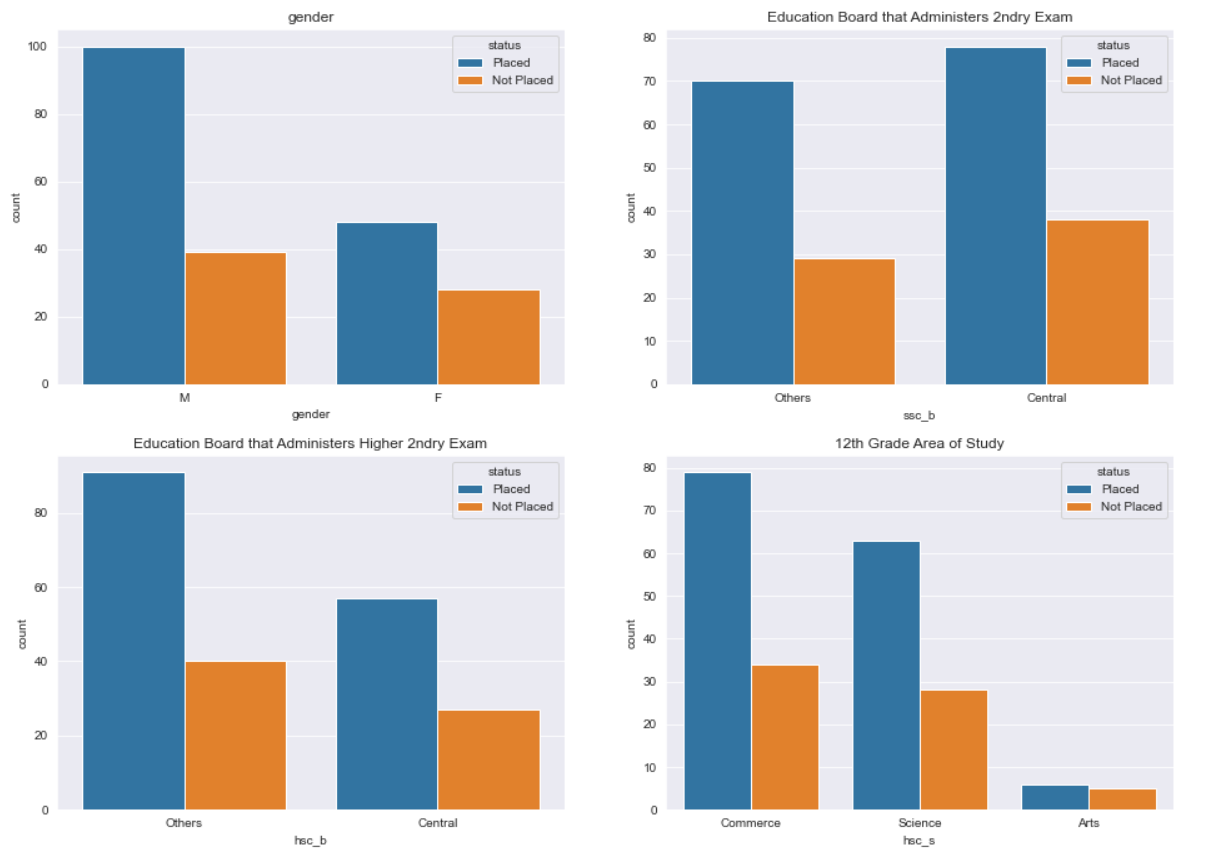 gender
status
Placed
Not Placed
100
80
60
40
20
0
count
M F
gender
Education Board that Administers 2ndry Exam
status
Placed
Not Placed
80
70
60
50
40
30
20
10
0
count
Others Central
ssc_b
Education Board that Administers Higher 2ndry Exam
status
Placed
Not Placed
80
60
40
20
0
count
Others Central
hsc_b
12th Grade Area of Study
status
Placed
Not Placed
80
70
60
50
40
30
20
10
0
count
Commerce Science Arts
hsc_s